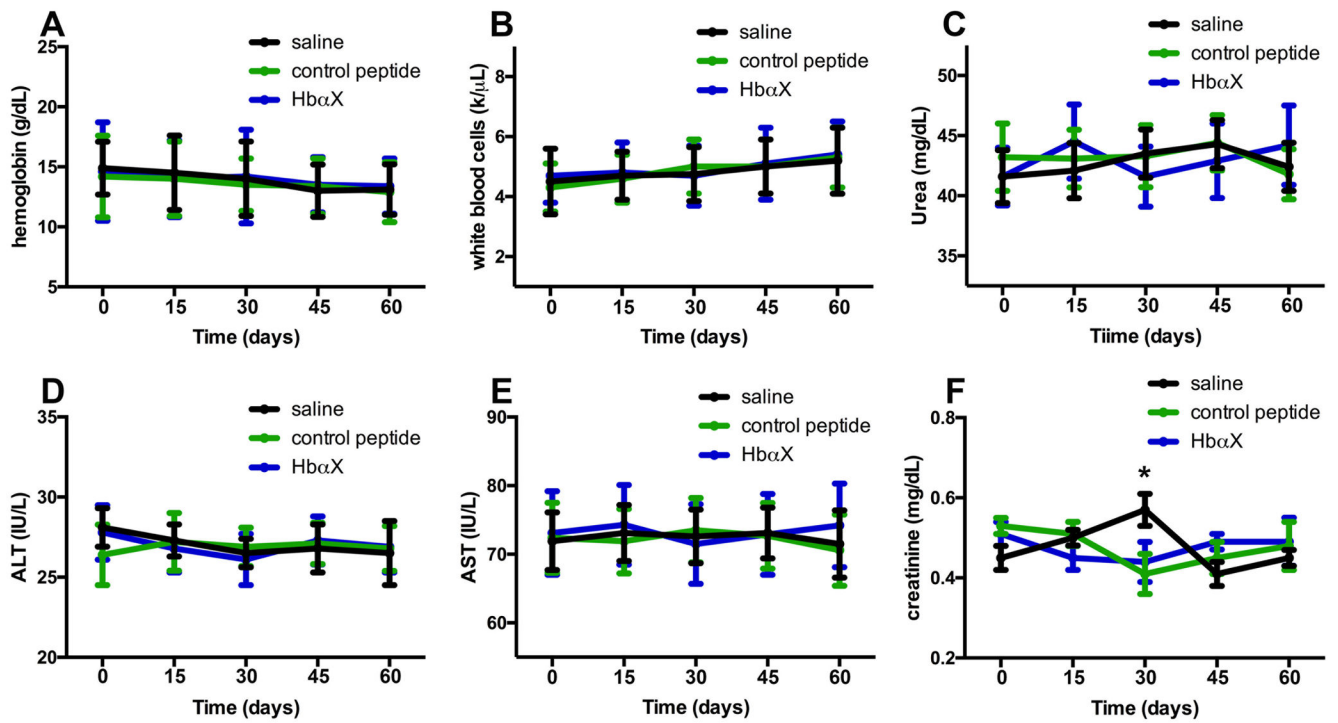 A
hemoglobin (g/dL)
25
20
15
10
5
0
15
30
45
60
Time (days)
saline
control peptide
HbαX
B
white blood cells (k/μL)
8
6
4
2
0
15
30
45
60
Time (days)
saline
control peptide
HbαX
C
Urea (mg/dL)
50
45
40
35
0
15
30
45
60
Tiime (days)
saline
control peptide
HbαX
D
ALT (IU/L)
35
30
25
20
0
15
30
45
60
Time (days)
saline
control peptide
HbαX
E
AST (IU/L)
90
80
70
60
0
15
30
45
60
Time (days)
saline
control peptide
HbαX
F
creatinine (mg/dL)
0.8
0.6
0.4
0.2
0
15
30
45
60
Time (days)
saline
control peptide
HbαX
*